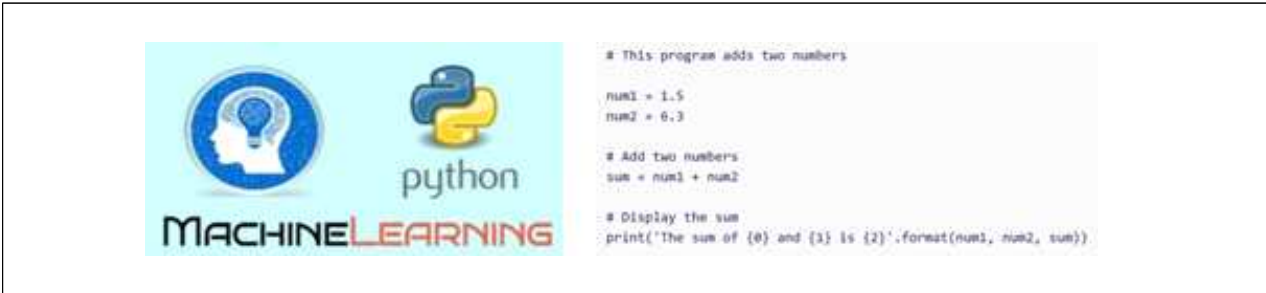 python
MACHINELEARNING
# This program adds two numbers
num1 = 1.5
num2 = 6.3
# Add two numbers
sum = num1 + num2
# Display the sum
print('The sum of {0} and {1} is {2}'.format(num1, num2, sum))